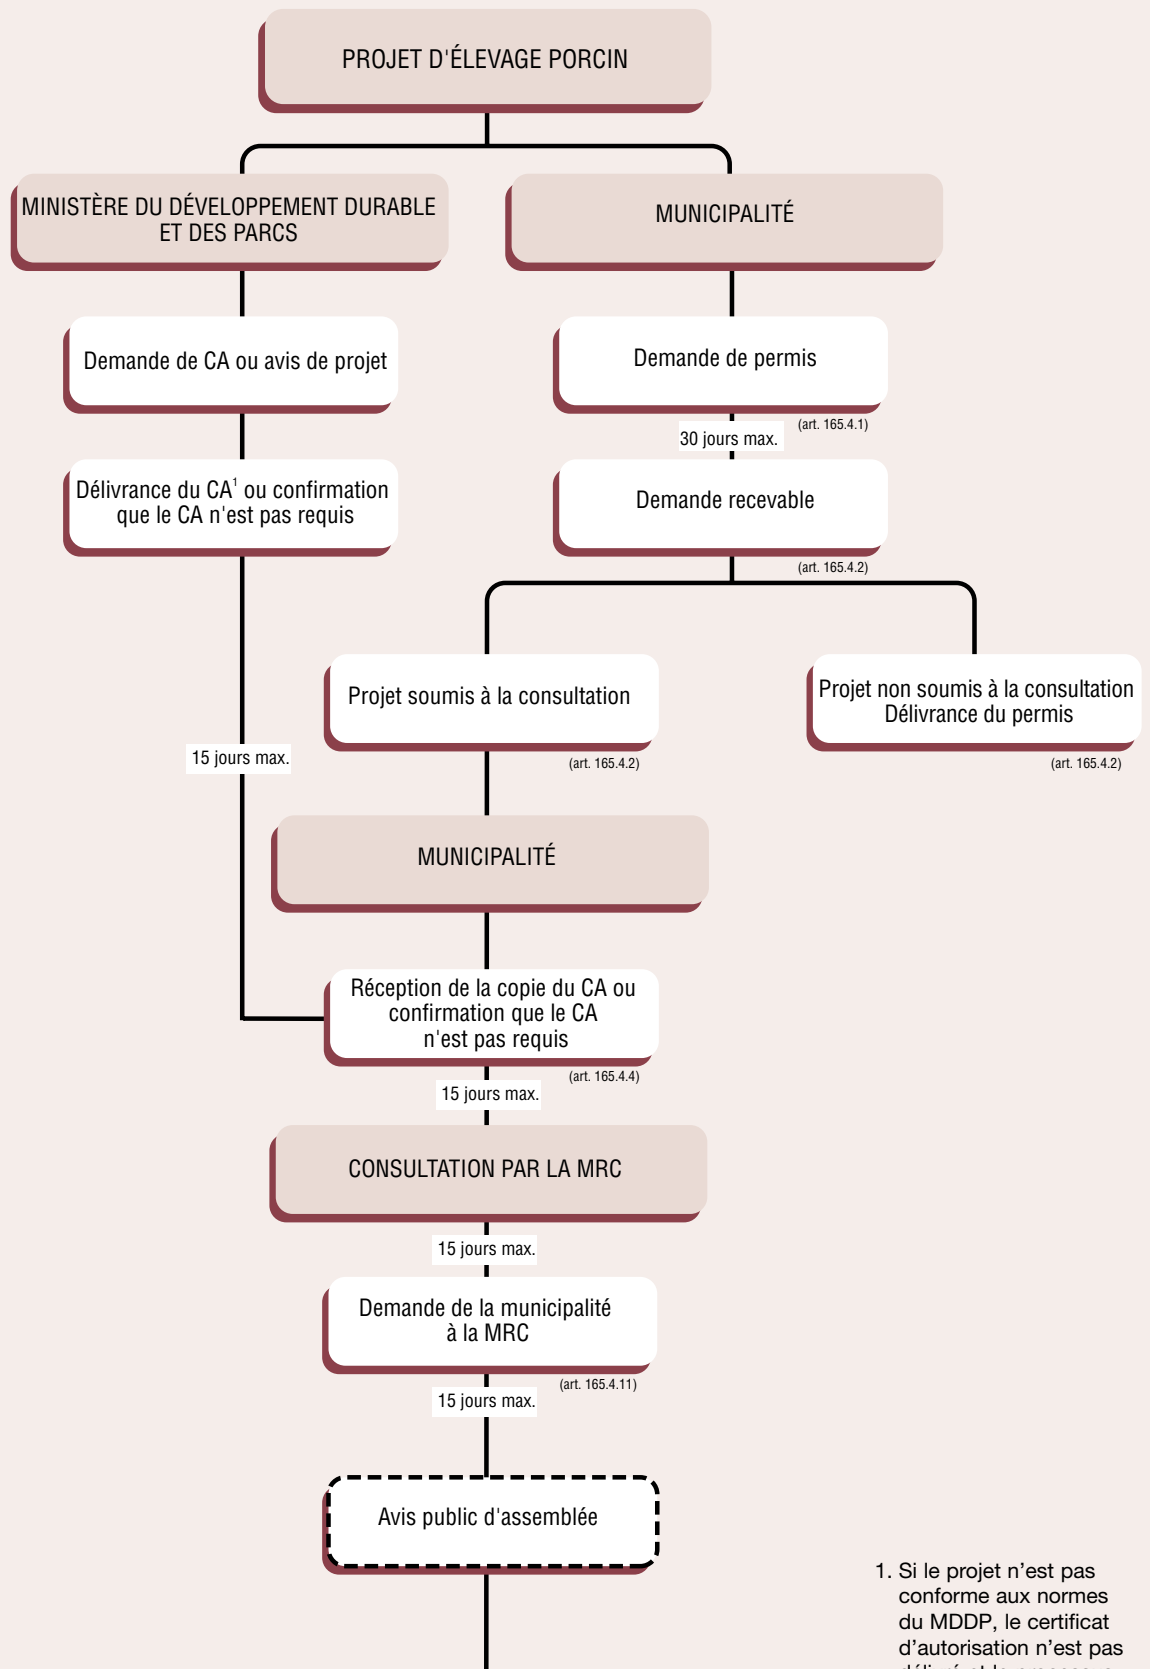 PROJET D'ÉLEVAGE PORCIN
MINISTÈRE DU DÉVELOPPEMENT DURABLE
ET DES PARCS
MUNICIPALITÉ
Demande de CA ou avis de projet
Demande de permis
(art. 165.4.1)
30 jours max.
Délivrance du CA¹ ou confirmation
que le CA n'est pas requis
Demande recevable
(art. 165.4.2)
Projet soumis à la consultation
(art. 165.4.2)
Projet non soumis à la consultation
Délivrance du permis
(art. 165.4.2)
15 jours max.
MUNICIPALITÉ
Réception de la copie du CA ou
confirmation que le CA
n'est pas requis
(art. 165.4.4)
15 jours max.
CONSULTATION PAR LA MRC
15 jours max.
Demande de la municipalité
à la MRC
(art. 165.4.11)
15 jours max.
Avis public d'assemblée
1. Si le projet n’est pas
conforme aux normes
du MDDP, le certificat
d’autorisation n’est pas